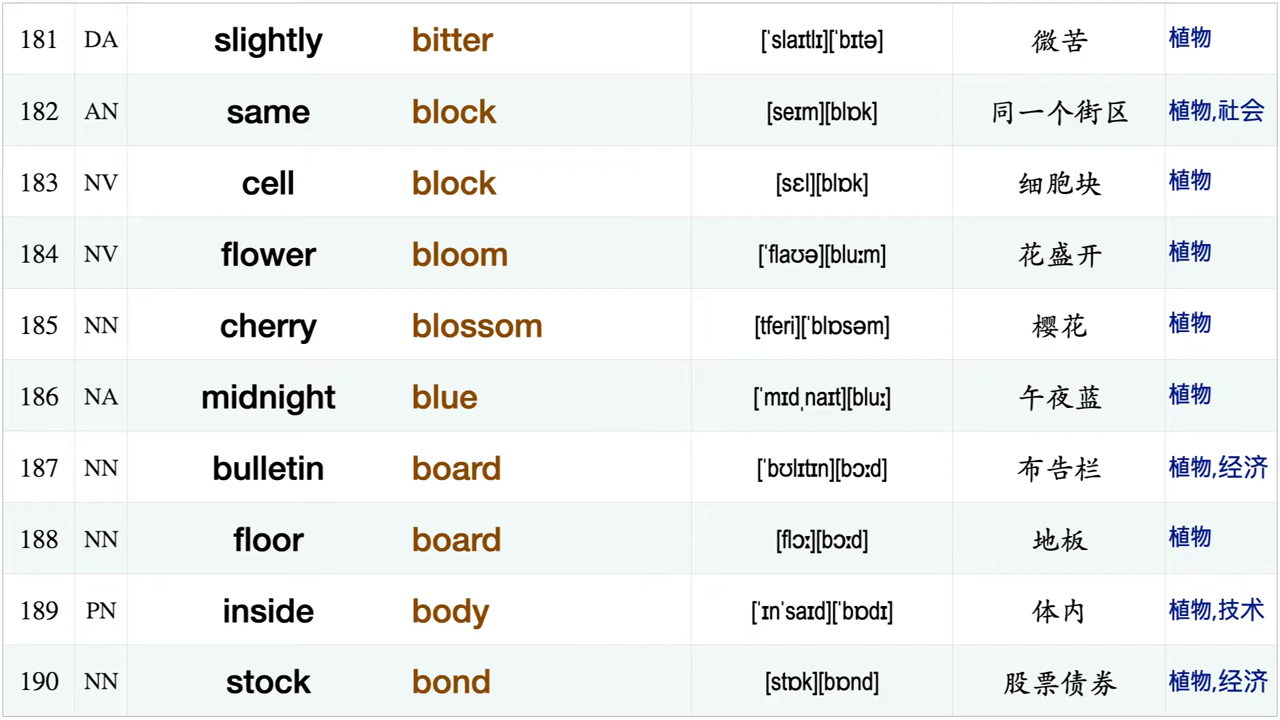 181 DA slightly bitter [ˈslaɪtlɪ][ˈbɪtə] 微苦 植物
182 AN same block [seɪm][blɒk] 同一个街区 植物,社会
183 NV cell block [sɛl][blɒk] 细胞块 植物
184 NV flower bloom [ˈflaʊə][bluːm] 花盛开 植物
185 NN cherry blossom [tferi][ˈblɒsəm] 樱花 植物
186 NA midnight blue [ˈmɪdˌnaɪt][bluː] 午夜蓝 植物
187 NN bulletin board [ˈbʊlɪtɪn][bɔːd] 布告栏 植物,经济
188 NN floor board [flɔː][bɔːd] 地板 植物
189 PN inside body [ˈɪnˈsaɪd][ˈbɒdɪ] 体内 植物,技术
190 NN stock bond [stɒk][bɒnd] 股票债券 植物,经济